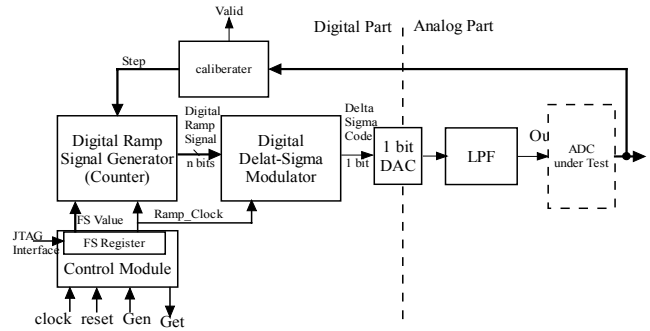 Valid
Digital Part
Analog Part
Step
caliberater
Digital
Ramp
Signal
n bits
Delta
Sigma
Code
1 bit
Digital Ramp
Signal Generator
(Counter)
Digital
Delat-Sigma
Modulator
1 bit
DAC
LPF
Ou
ADC
under Test
FS Value
Ramp_Clock
JTAG
Interface
FS Register
Control Module
clock
reset
Gen
Get